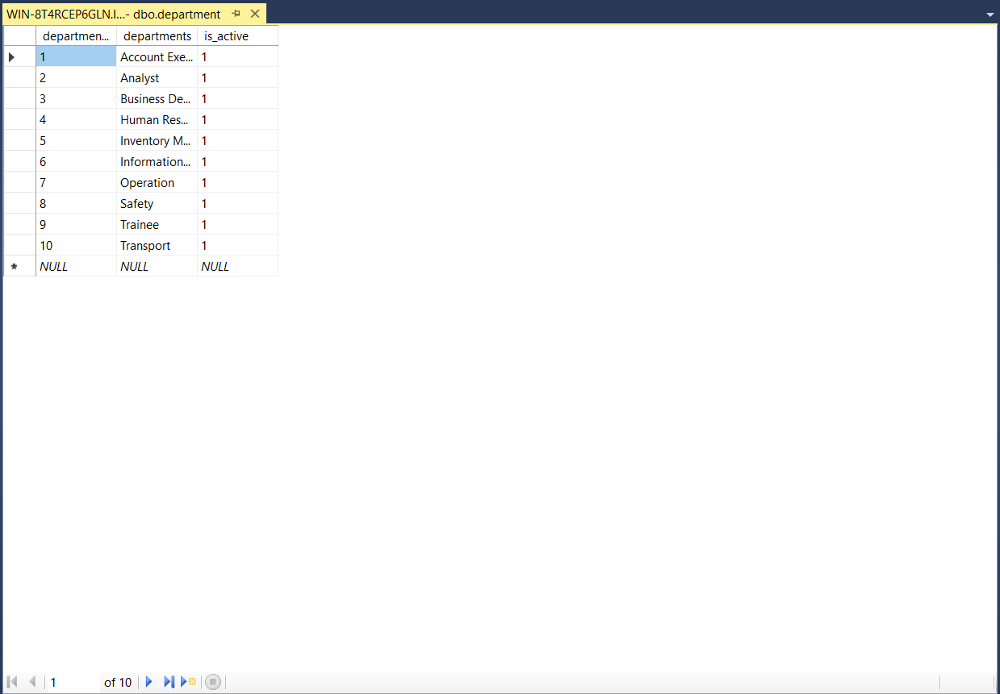 WIN-8T4RCEP6GLN.I...- dbo.department
departmen... departments is_active
1 Account Exe... 1
2 Analyst 1
3 Business De... 1
4 Human Res... 1
5 Inventory M... 1
6 Information... 1
7 Operation 1
8 Safety 1
9 Trainee 1
10 Transport 1
NULL NULL NULL
1 of 10